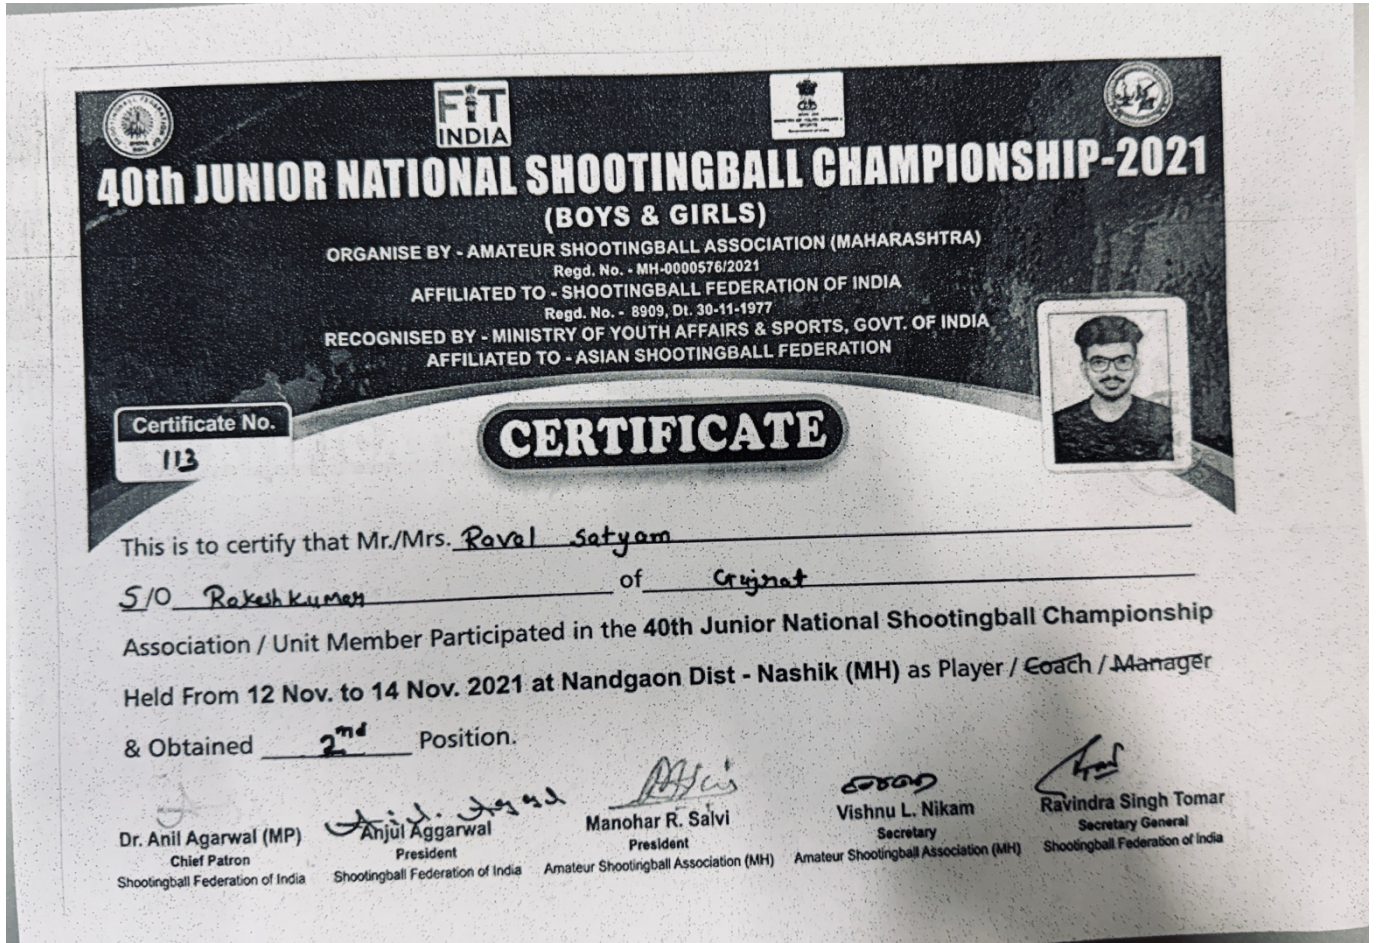 FIT
INDIA
40th JUNIOR NATIONAL SHOOTINGBALL CHAMPIONSHIP-2021
(BOYS & GIRLS)
ORGANISE BY - AMATEUR SHOOTINGBALL ASSOCIATION (MAHARASHTRA)
Regd. No. - MH-0000576/2021
AFFILIATED TO - SHOOTINGBALL FEDERATION OF INDIA
Regd. No. - 8909, Dt. 30-11-1977
RECOGNISED BY - MINISTRY OF YOUTH AFFAIRS & SPORTS, GOVT. OF INDIA
AFFILIATED TO - ASIAN SHOOTINGBALL FEDERATION
Certificate No.
113
CERTIFICATE
This is to certify that Mr./Mrs. Raval Satyam
S/O Rakeshkumar of Gujrat
Association / Unit Member Participated in the 40th Junior National Shootingball Championship
Held From 12 Nov. to 14 Nov. 2021 at Nandgaon Dist - Nashik (MH) as Player / Coach / Manager
& Obtained 2nd Position.
Dr. Anil Agarwal (MP)
Chief Patron
Shootingball Federation of India
Anjul Aggarwal
President
Shootingball Federation of India
Manohar R. Salvi
President
Amateur Shootingball Association (MH)
Vishnu L. Nikam
Secretary
Amateur Shootingball Association (MH)
Ravindra Singh Tomar
Secretary General
Shootingball Federation of India